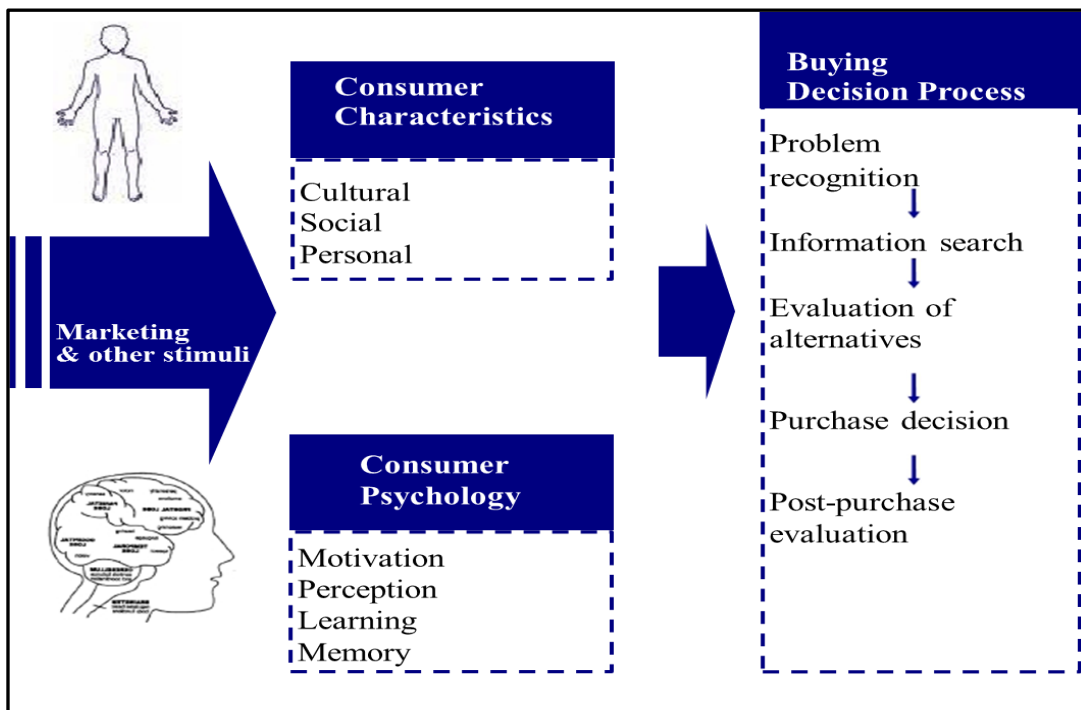 Marketing
& other stimuli
Consumer
Characteristics
Cultural
Social
Personal
Consumer
Psychology
Motivation
Perception
Learning
Memory
Buying
Decision Process
Problem
recognition
Information search
Evaluation of
alternatives
Purchase decision
Post-purchase
evaluation